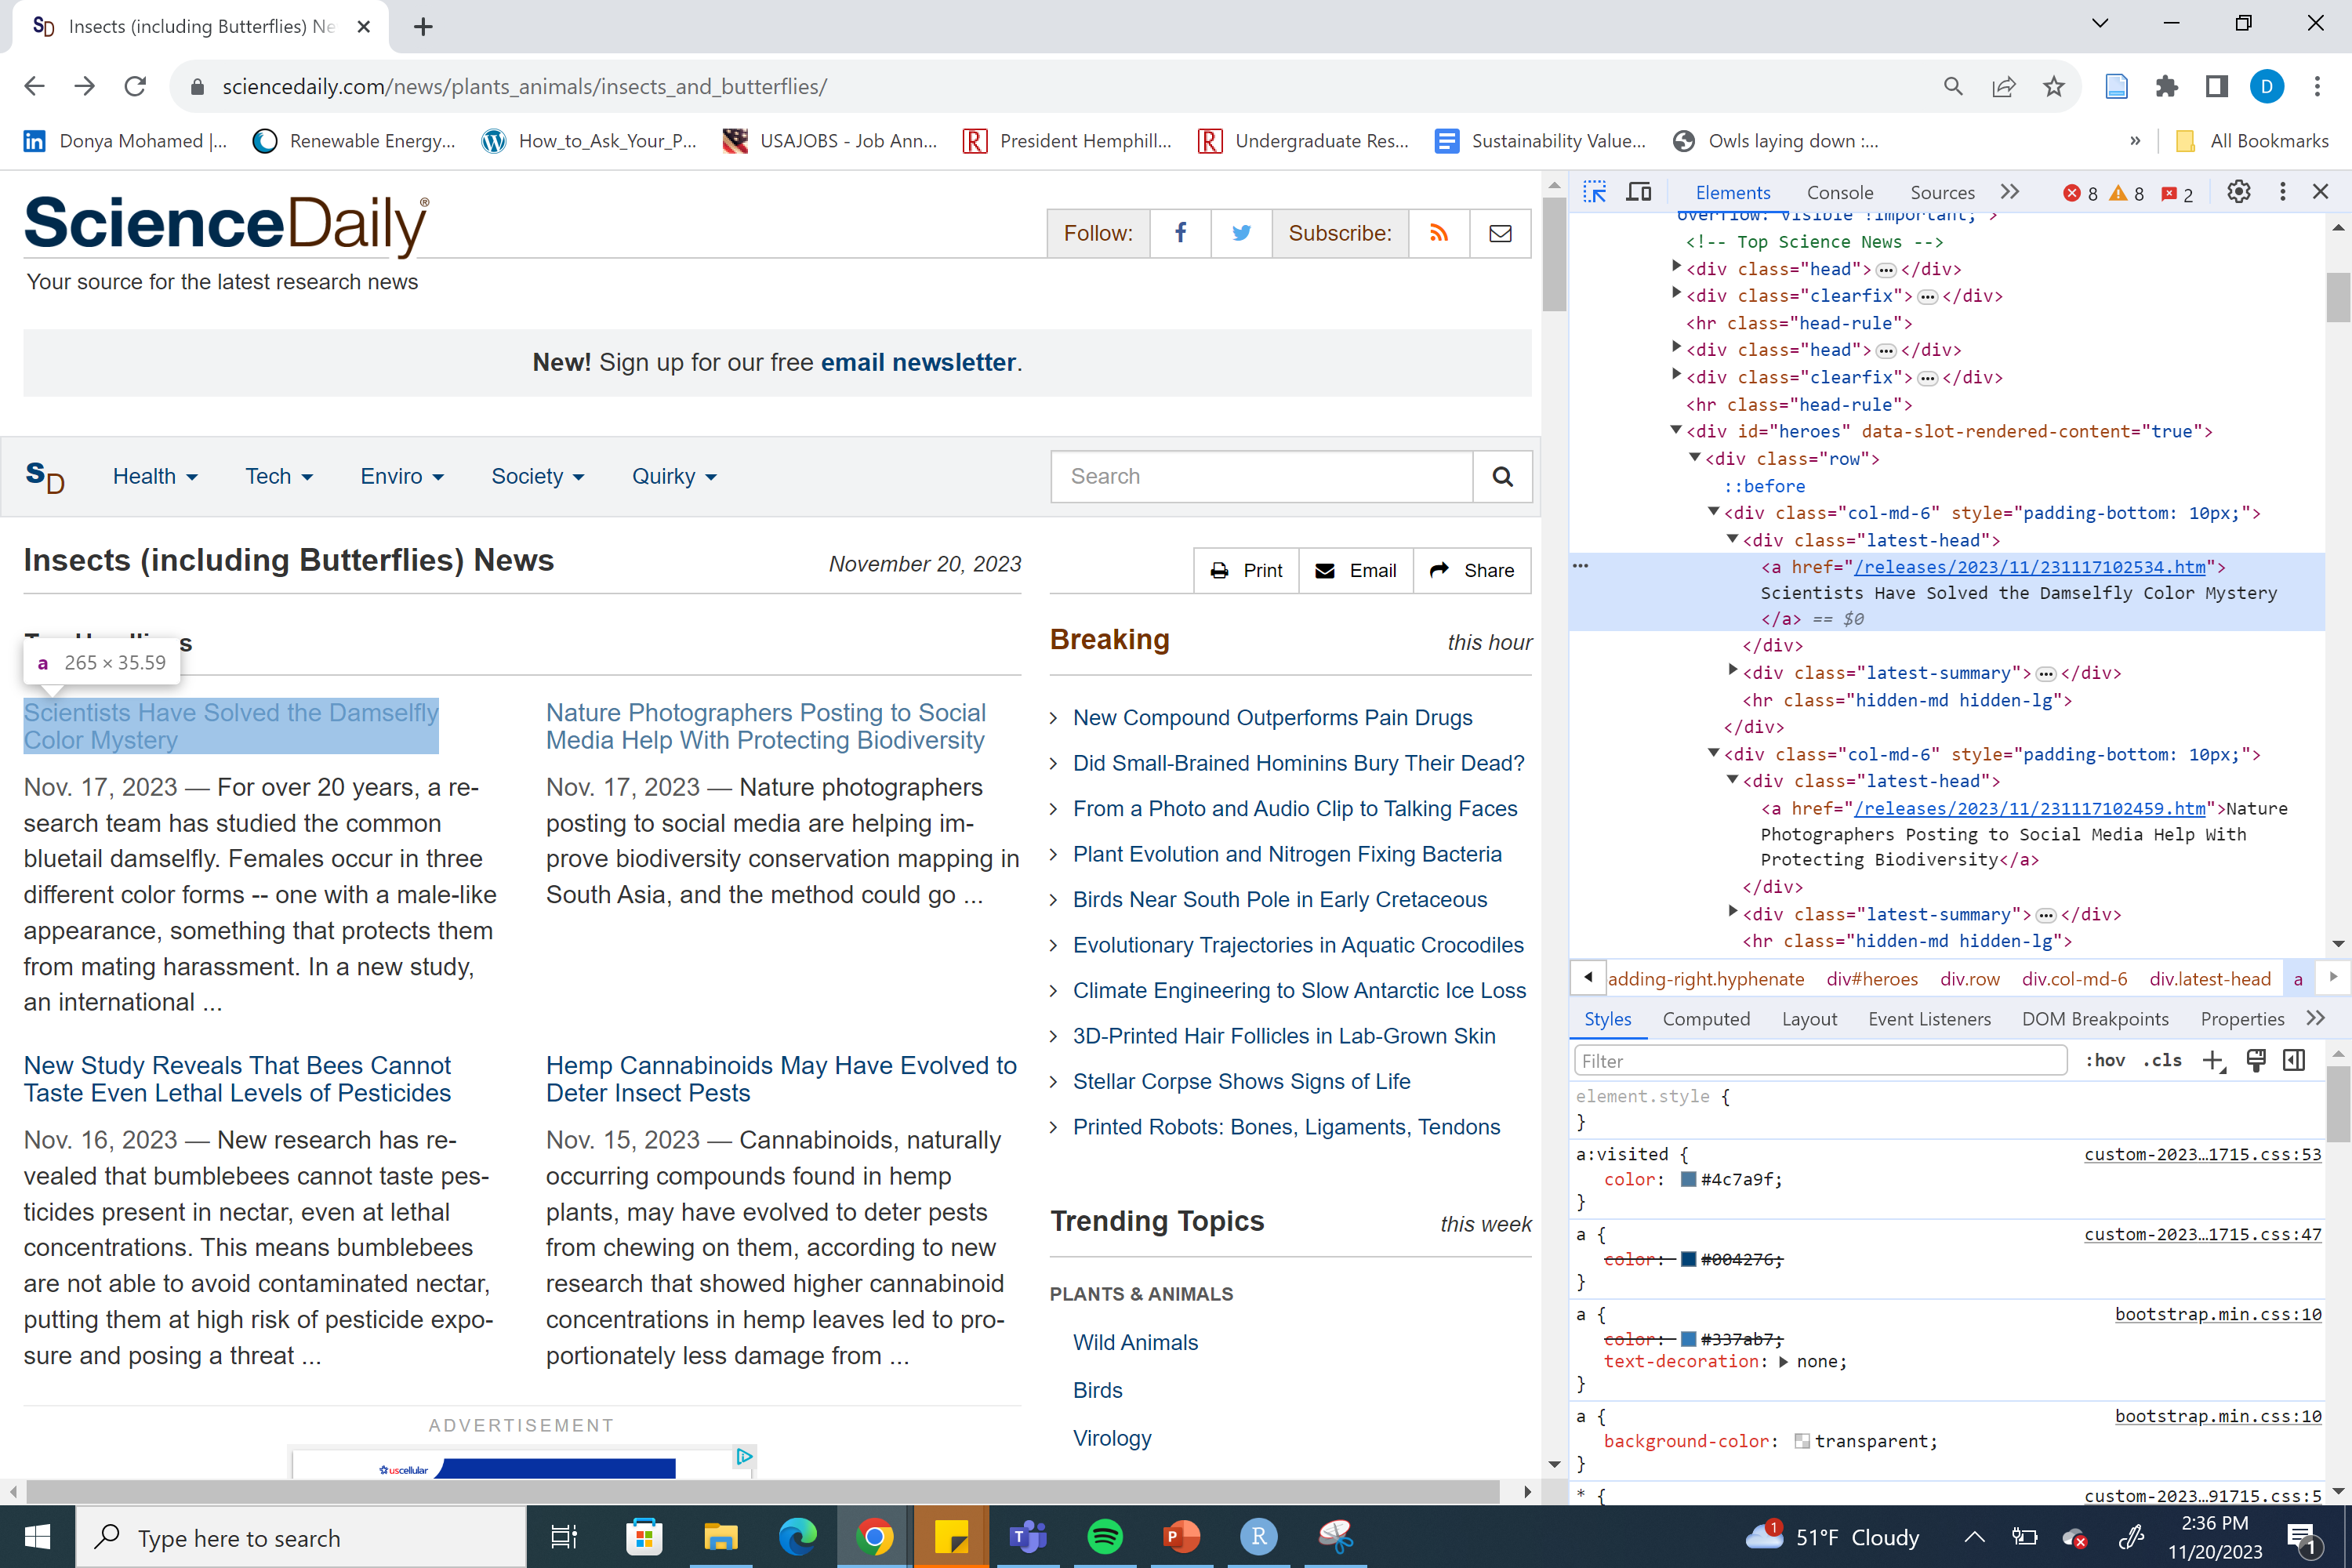 Insects (including Butterflies) Ne
sciencedaily.com/news/plants_animals/insects_and_butterflies/
D
Donya Mohamed |...
Renewable Energy...
How_to_Ask_Your_P...
USAJOBS - Job Ann...
President Hemphill...
Undergraduate Res...
Sustainability Value...
Owls laying down :...
»
All Bookmarks
ScienceDaily®
Your source for the latest research news
Follow:
Subscribe:
New! Sign up for our free email newsletter.
SD
Health
Tech
Enviro
Society
Quirky
Search
Insects (including Butterflies) News
November 20, 2023
Print
Email
Share
a 265 × 35.59
Scientists Have Solved the Damselfly
Color Mystery
Nov. 17, 2023 — For over 20 years, a re-
search team has studied the common
bluetail damselfly. Females occur in three
different color forms -- one with a male-like
appearance, something that protects them
from mating harassment. In a new study,
an international ...
Nature Photographers Posting to Social
Media Help With Protecting Biodiversity
Nov. 17, 2023 — Nature photographers
posting to social media are helping im-
prove biodiversity conservation mapping in
South Asia, and the method could go ...
New Study Reveals That Bees Cannot
Taste Even Lethal Levels of Pesticides
Nov. 16, 2023 — New research has re-
vealed that bumblebees cannot taste pes-
ticides present in nectar, even at lethal
concentrations. This means bumblebees
are not able to avoid contaminated nectar,
putting them at high risk of pesticide expo-
sure and posing a threat ...
Hemp Cannabinoids May Have Evolved to
Deter Insect Pests
Nov. 15, 2023 — Cannabinoids, naturally
occurring compounds found in hemp
plants, may have evolved to deter pests
from chewing on them, according to new
research that showed higher cannabinoid
concentrations in hemp leaves led to pro-
portionately less damage from ...
ADVERTISEMENT
uscellular
Breaking
this hour
New Compound Outperforms Pain Drugs
Did Small-Brained Hominins Bury Their Dead?
From a Photo and Audio Clip to Talking Faces
Plant Evolution and Nitrogen Fixing Bacteria
Birds Near South Pole in Early Cretaceous
Evolutionary Trajectories in Aquatic Crocodiles
Climate Engineering to Slow Antarctic Ice Loss
3D-Printed Hair Follicles in Lab-Grown Skin
Stellar Corpse Shows Signs of Life
Printed Robots: Bones, Ligaments, Tendons
Trending Topics
this week
PLANTS & ANIMALS
Wild Animals
Birds
Virology
Elements
Console
Sources
8
8
2
overflow: visible !important; >
<!-- Top Science News -->
<div class="head">…</div>
<div class="clearfix">…</div>
<hr class="head-rule">
<div class="head">…</div>
<div class="clearfix">…</div>
<hr class="head-rule">
<div id="heroes" data-slot-rendered-content="true">
<div class="row">
::before
<div class="col-md-6" style="padding-bottom: 10px;">
<div class="latest-head">
<a href="/releases/2023/11/231117102534.htm">
Scientists Have Solved the Damselfly Color Mystery
</a> == $0
</div>
<div class="latest-summary">…</div>
<hr class="hidden-md hidden-lg">
</div>
<div class="col-md-6" style="padding-bottom: 10px;">
<div class="latest-head">
<a href="/releases/2023/11/231117102459.htm">Nature
Photographers Posting to Social Media Help With
Protecting Biodiversity</a>
</div>
<div class="latest-summary">…</div>
<hr class="hidden-md hidden-lg">
adding-right.hyphenate
div#heroes
div.row
div.col-md-6
div.latest-head
a
Styles
Computed
Layout
Event Listeners
DOM Breakpoints
Properties
Filter
:hov
.cls
element.style {
}
a:visited {
custom-2023…1715.css:53
color: #4c7a9f;
}
a {
custom-2023…1715.css:47
color: #004276;
}
a {
bootstrap.min.css:10
color: #337ab7;
text-decoration: none;
}
a {
bootstrap.min.css:10
background-color: transparent;
}
* {
custom-2023…91715.css:5
Type here to search
1
51°F Cloudy
2:36 PM
11/20/2023
1